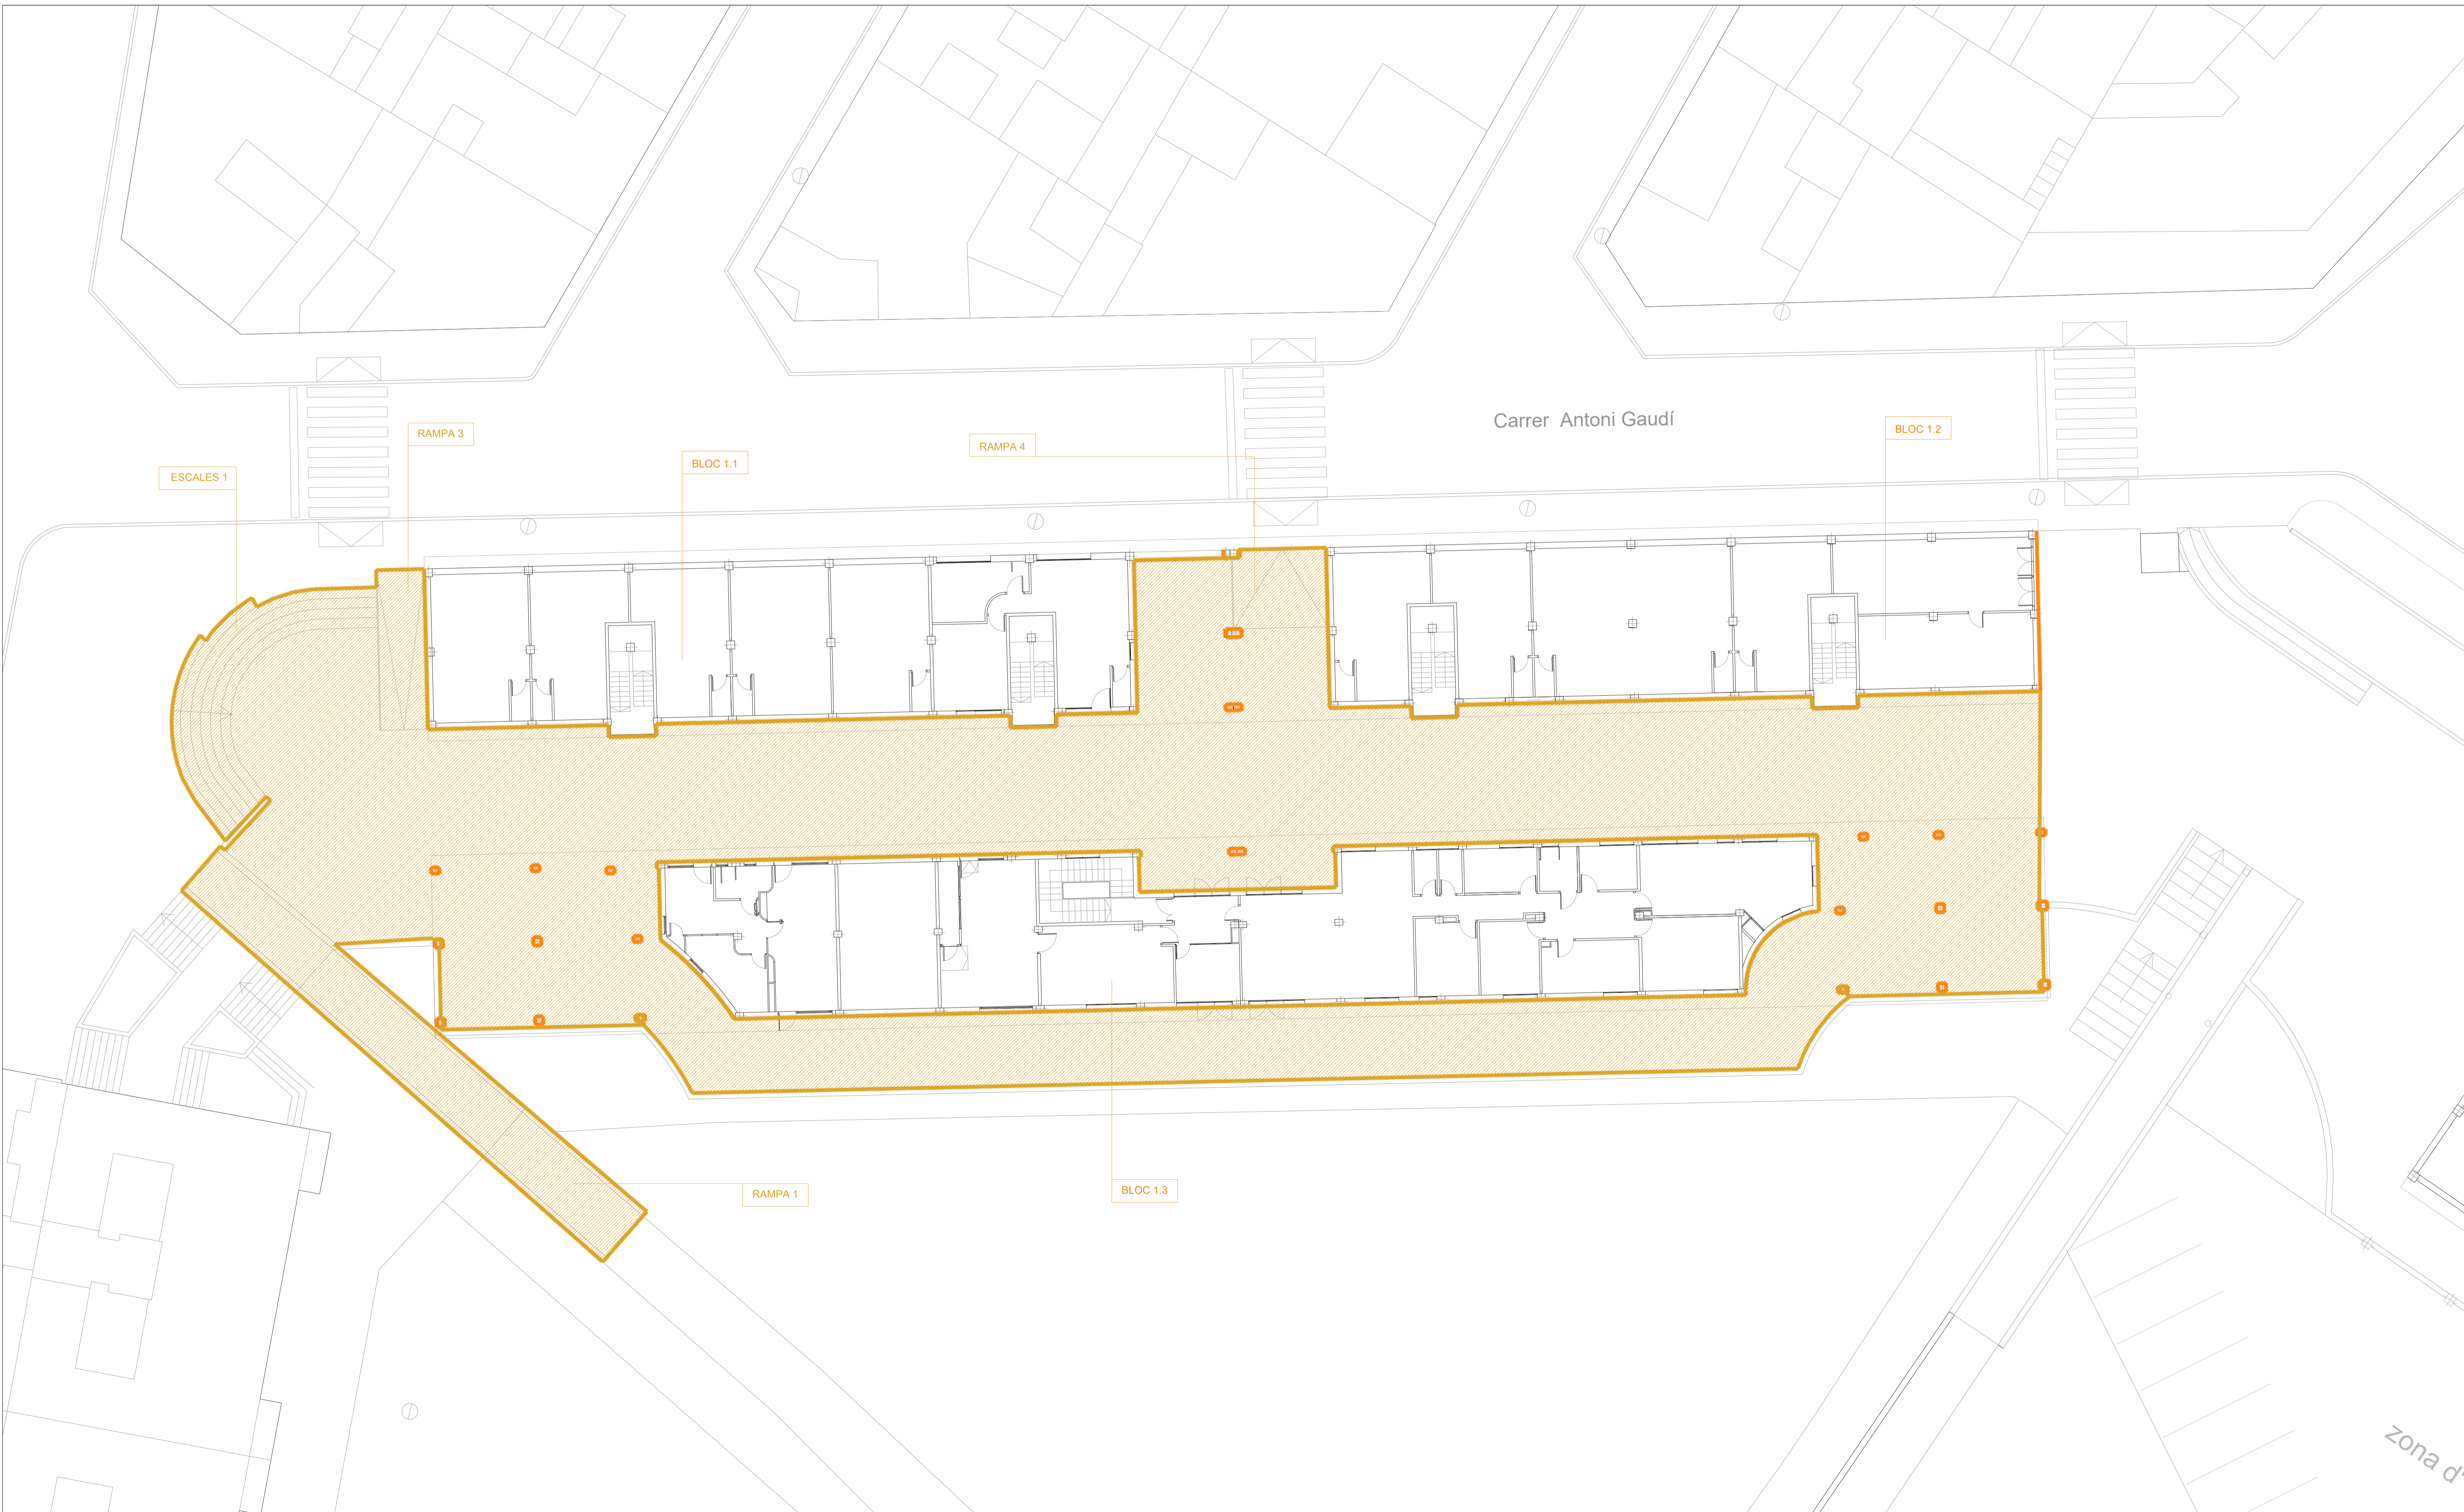 Carrer Antoni Gaudí
BLOC 1.2
RAMPA 3
RAMPA 4
BLOC 1.1
ESCALES 1
RAMPA 1
BLOC 1.3
zona d'